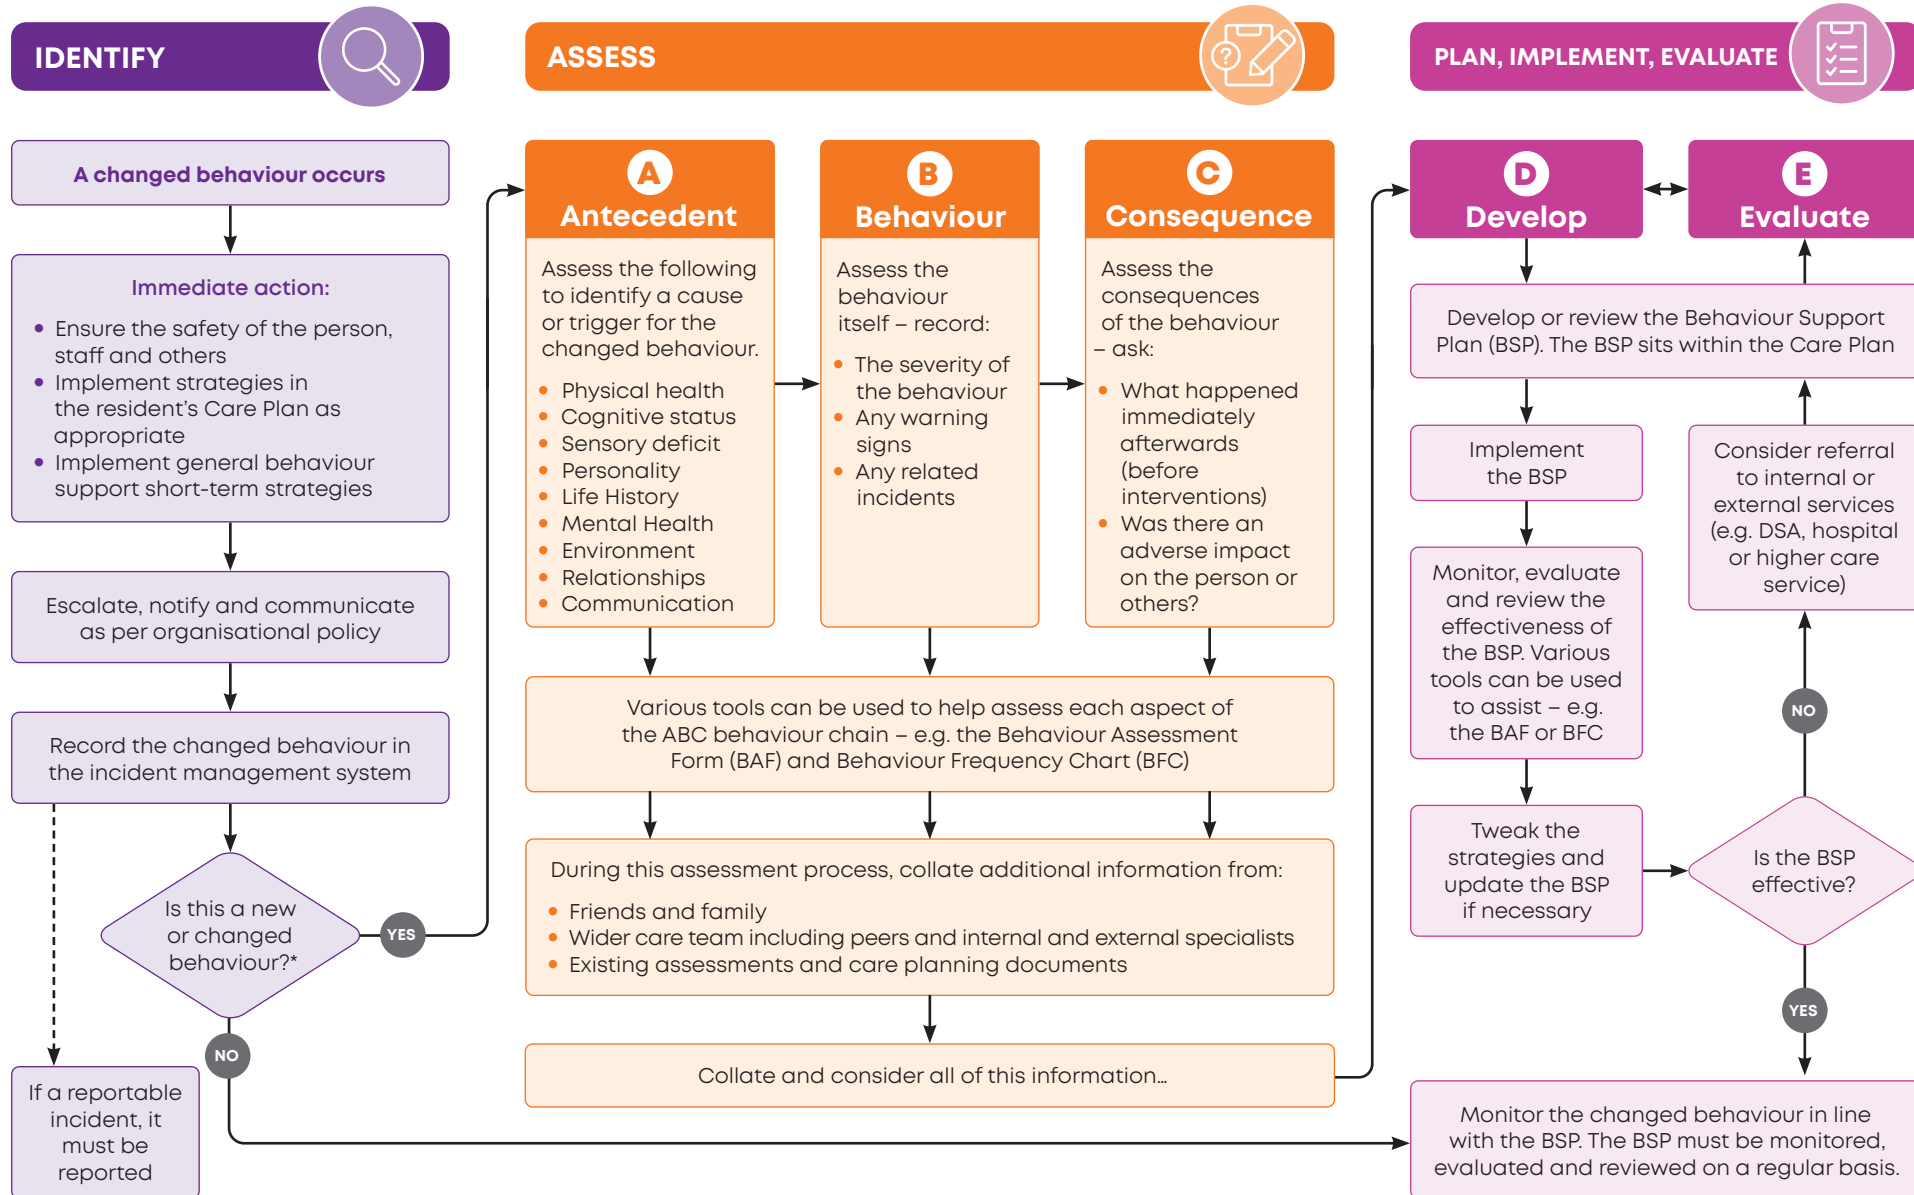 IDENTIFY
A changed behaviour occurs
Immediate action:
• Ensure the safety of the person,
staff and others
• Implement strategies in
the resident's Care Plan as
appropriate
• Implement general behaviour
support short-term strategies
Escalate, notify and communicate
as per organisational policy
Record the changed behaviour in
the incident management system
Is this a new
or changed
behaviour?*
YES
NO
If a reportable
incident, it
must be
reported
ASSESS
?
A
Antecedent
Assess the following
to identify a cause
or trigger for the
changed behaviour.
• Physical health
• Cognitive status
• Sensory deficit
• Personality
• Life History
• Mental Health
• Environment
• Relationships
• Communication
B
Behaviour
Assess the
behaviour
itself – record:
• The severity of
the behaviour
• Any warning
signs
• Any related
incidents
C
Consequence
Assess the
consequences
of the behaviour
– ask:
• What happened
immediately
afterwards
(before
interventions)
• Was there an
adverse impact
on the person or
others?
Various tools can be used to help assess each aspect of
the ABC behaviour chain – e.g. the Behaviour Assessment
Form (BAF) and Behaviour Frequency Chart (BFC)
During this assessment process, collate additional information from:
• Friends and family
• Wider care team including peers and internal and external specialists
• Existing assessments and care planning documents
Collate and consider all of this information…
PLAN, IMPLEMENT, EVALUATE
D
Develop
E
Evaluate
Develop or review the Behaviour Support
Plan (BSP). The BSP sits within the Care Plan
Implement
the BSP
Monitor, evaluate
and review the
effectiveness of
the BSP. Various
tools can be used
to assist – e.g.
the BAF or BFC
Tweak the
strategies and
update the BSP
if necessary
Consider referral
to internal or
external services
(e.g. DSA, hospital
or higher care
service)
NO
Is the BSP
effective?
YES
Monitor the changed behaviour in line
with the BSP. The BSP must be monitored,
evaluated and reviewed on a regular basis.